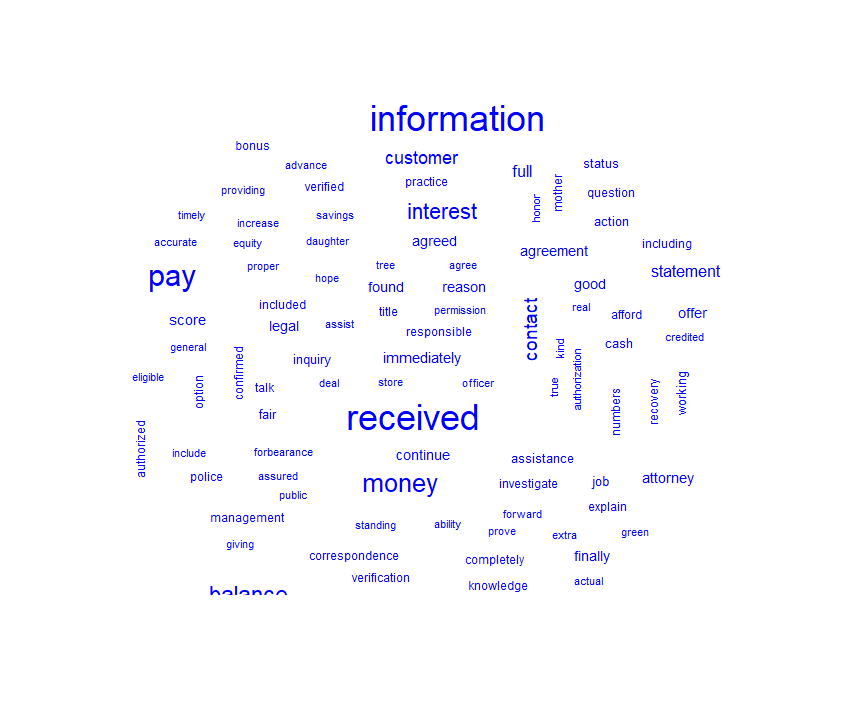 information
bonus
customer
advance
full
status
practice
verified
providing
mother
question
honor
interest
timely
savings
increase
action
accurate
equity
daughter
agreed
agreement
including
proper
tree
agree
statement
pay
hope
found
reason
good
included
title
permission
real
afford
offer
score
legal
assist
contact
responsible
credited
general
kind
cash
inquiry
immediately
eligible
option
confirmed
talk
deal
store
officer
true
authorization
numbers
recovery
working
fair
received
authorized
include
forbearance
continue
assistance
police
assured
money
investigate
job
attorney
public
management
standing
ability
forward
explain
prove
extra
green
giving
correspondence
completely
finally
verification
knowledge
actual
balance